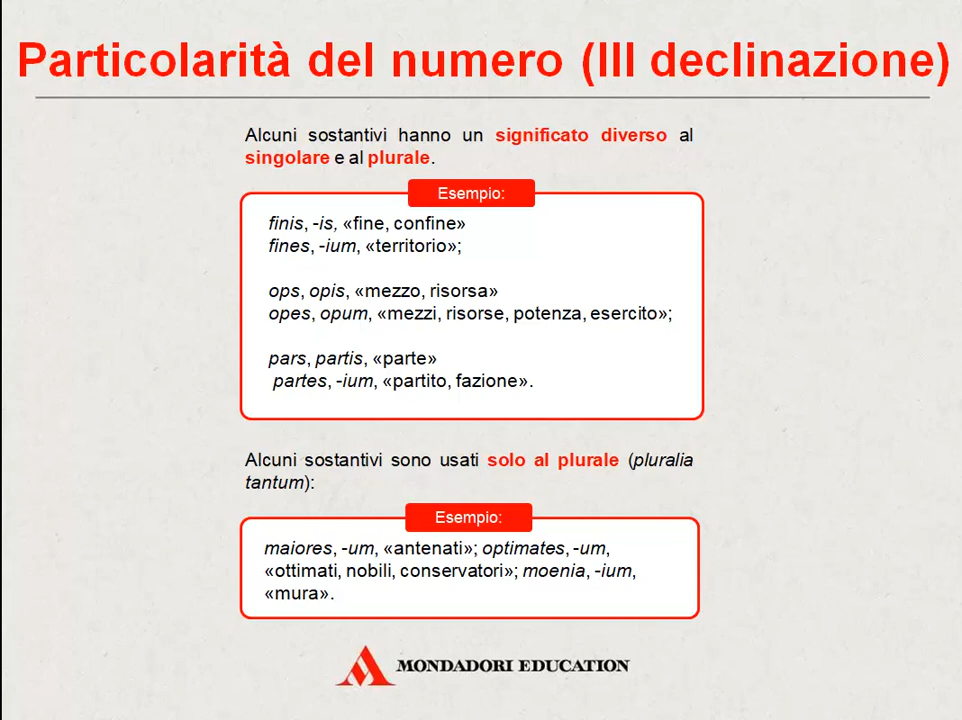 Particolarità del numero (III declinazione)
Alcuni sostantivi hanno un significato diverso al
singolare e al plurale.
Esempio:
finis, -is, «fine, confine»
fines, -ium, «territorio»;
ops, opis, «mezzo, risorsa»
opes, opum, «mezzi, risorse, potenza, esercito»;
pars, partis, «parte»
partes, -ium, «partito, fazione».
Alcuni sostantivi sono usati solo al plurale (pluralia
tantum):
Esempio:
maiores, -um, «antenati»; optimates, -um,
«ottimati, nobili, conservatori»; moenia, -ium,
«mura».
MONDADORI EDUCATION